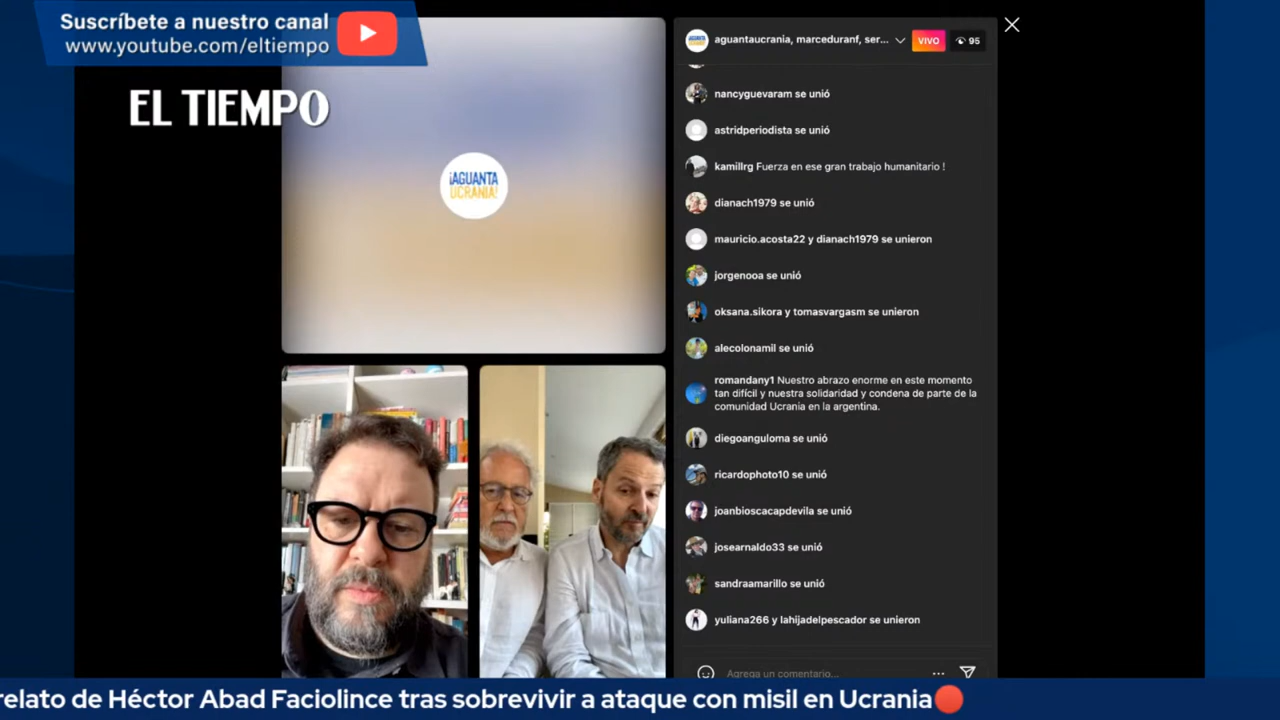 Suscríbete a nuestro canal
www.youtube.com/eltiempo
EL TIEMPO
¡AGUANTA
UCRANIA!
aguantaucrania, marceduranf, ser...
VIVO
95
nancyguevaram se unió
astridperiodista se unió
kamillrg Fuerza en ese gran trabajo humanitario !
dianach1979 se unió
mauricio.acosta22 y dianach1979 se unieron
jorgenooa se unió
oksana.sikora y tomasvargasm se unieron
alecolonamil se unió
romandany1 Nuestro abrazo enorme en este momento
tan difícil y nuestra solidaridad y condena de parte de la
comunidad Ucrania en la argentina.
diegoanguloma se unió
ricardophoto10 se unió
joanbioscacapdevila se unió
josearnaldo33 se unió
sandraamarillo se unió
yuliana266 y lahijadelpescador se unieron
Agrega un comentario...
relato de Héctor Abad Faciolince tras sobrevivir a ataque con misil en Ucrania